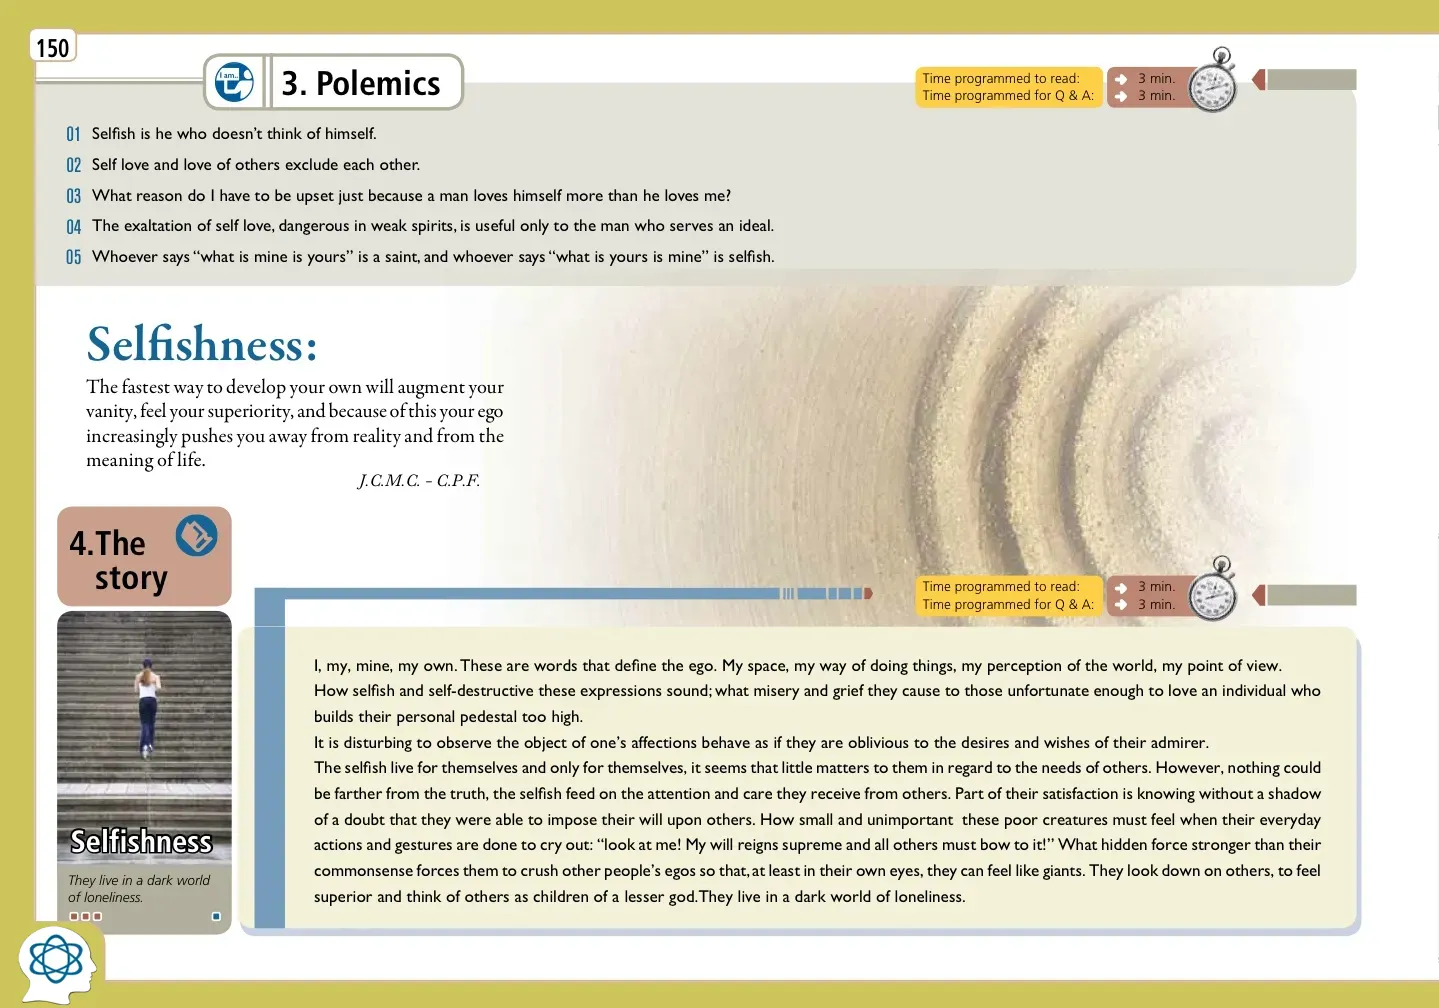 150
I am...
3. Polemics
Time programmed to read: 3 min.
Time programmed for Q & A: 3 min.
01 Selfish is he who doesn't think of himself.
02 Self love and love of others exclude each other.
03 What reason do I have to be upset just because a man loves himself more than he loves me?
04 The exaltation of self love, dangerous in weak spirits, is useful only to the man who serves an ideal.
05 Whoever says “what is mine is yours” is a saint, and whoever says “what is yours is mine” is selfish.
Selfishness:
The fastest way to develop your own will augment your
vanity, feel your superiority, and because of this your ego
increasingly pushes you away from reality and from the
meaning of life.
J.C.M.C. - C.P.F.
4.The
story
Time programmed to read: 3 min.
Time programmed for Q & A: 3 min.
Selfishness
They live in a dark world
of loneliness.
I, my, mine, my own. These are words that define the ego. My space, my way of doing things, my perception of the world, my point of view.
How selfish and self-destructive these expressions sound; what misery and grief they cause to those unfortunate enough to love an individual who
builds their personal pedestal too high.
It is disturbing to observe the object of one's affections behave as if they are oblivious to the desires and wishes of their admirer.
The selfish live for themselves and only for themselves, it seems that little matters to them in regard to the needs of others. However, nothing could
be farther from the truth, the selfish feed on the attention and care they receive from others. Part of their satisfaction is knowing without a shadow
of a doubt that they were able to impose their will upon others. How small and unimportant these poor creatures must feel when their everyday
actions and gestures are done to cry out: “look at me! My will reigns supreme and all others must bow to it!” What hidden force stronger than their
commonsense forces them to crush other people's egos so that, at least in their own eyes, they can feel like giants. They look down on others, to feel
superior and think of others as children of a lesser god. They live in a dark world of loneliness.